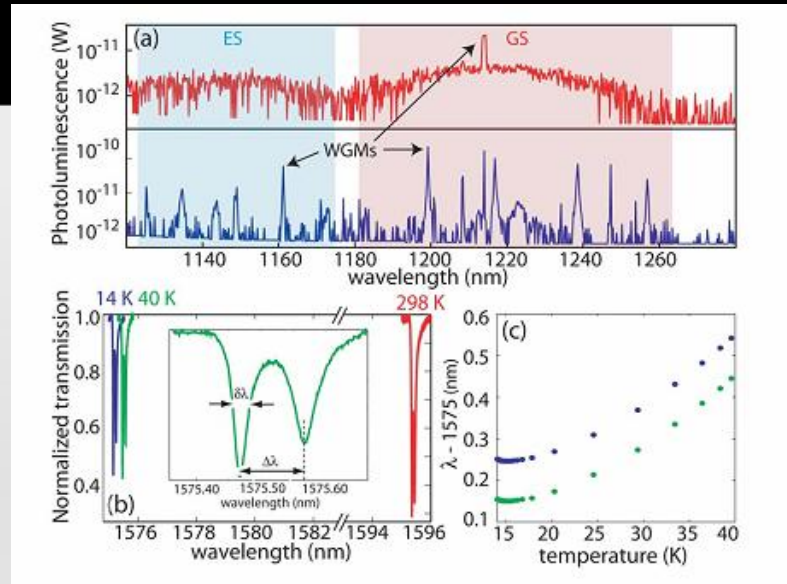 (a)
ES
GS
WGMs
Photoluminescence (W)
10-11
10-12
10-10
10-11
10-12
1140 1160 1180 1200 1220 1240 1260
wavelength (nm)
14 K 40 K
298 K
Normalized transmission
1.0
0.8
0.6
0.4
(b)
δλ
Δλ
1575.40 1575.50 1575.60
wavelength (nm)
1576 1578 1580 1582 1594 1596
wavelength (nm)
(c)
λ - 1575 (nm)
0.6
0.5
0.4
0.3
0.2
0.1
15 20 25 30 35 40
temperature (K)